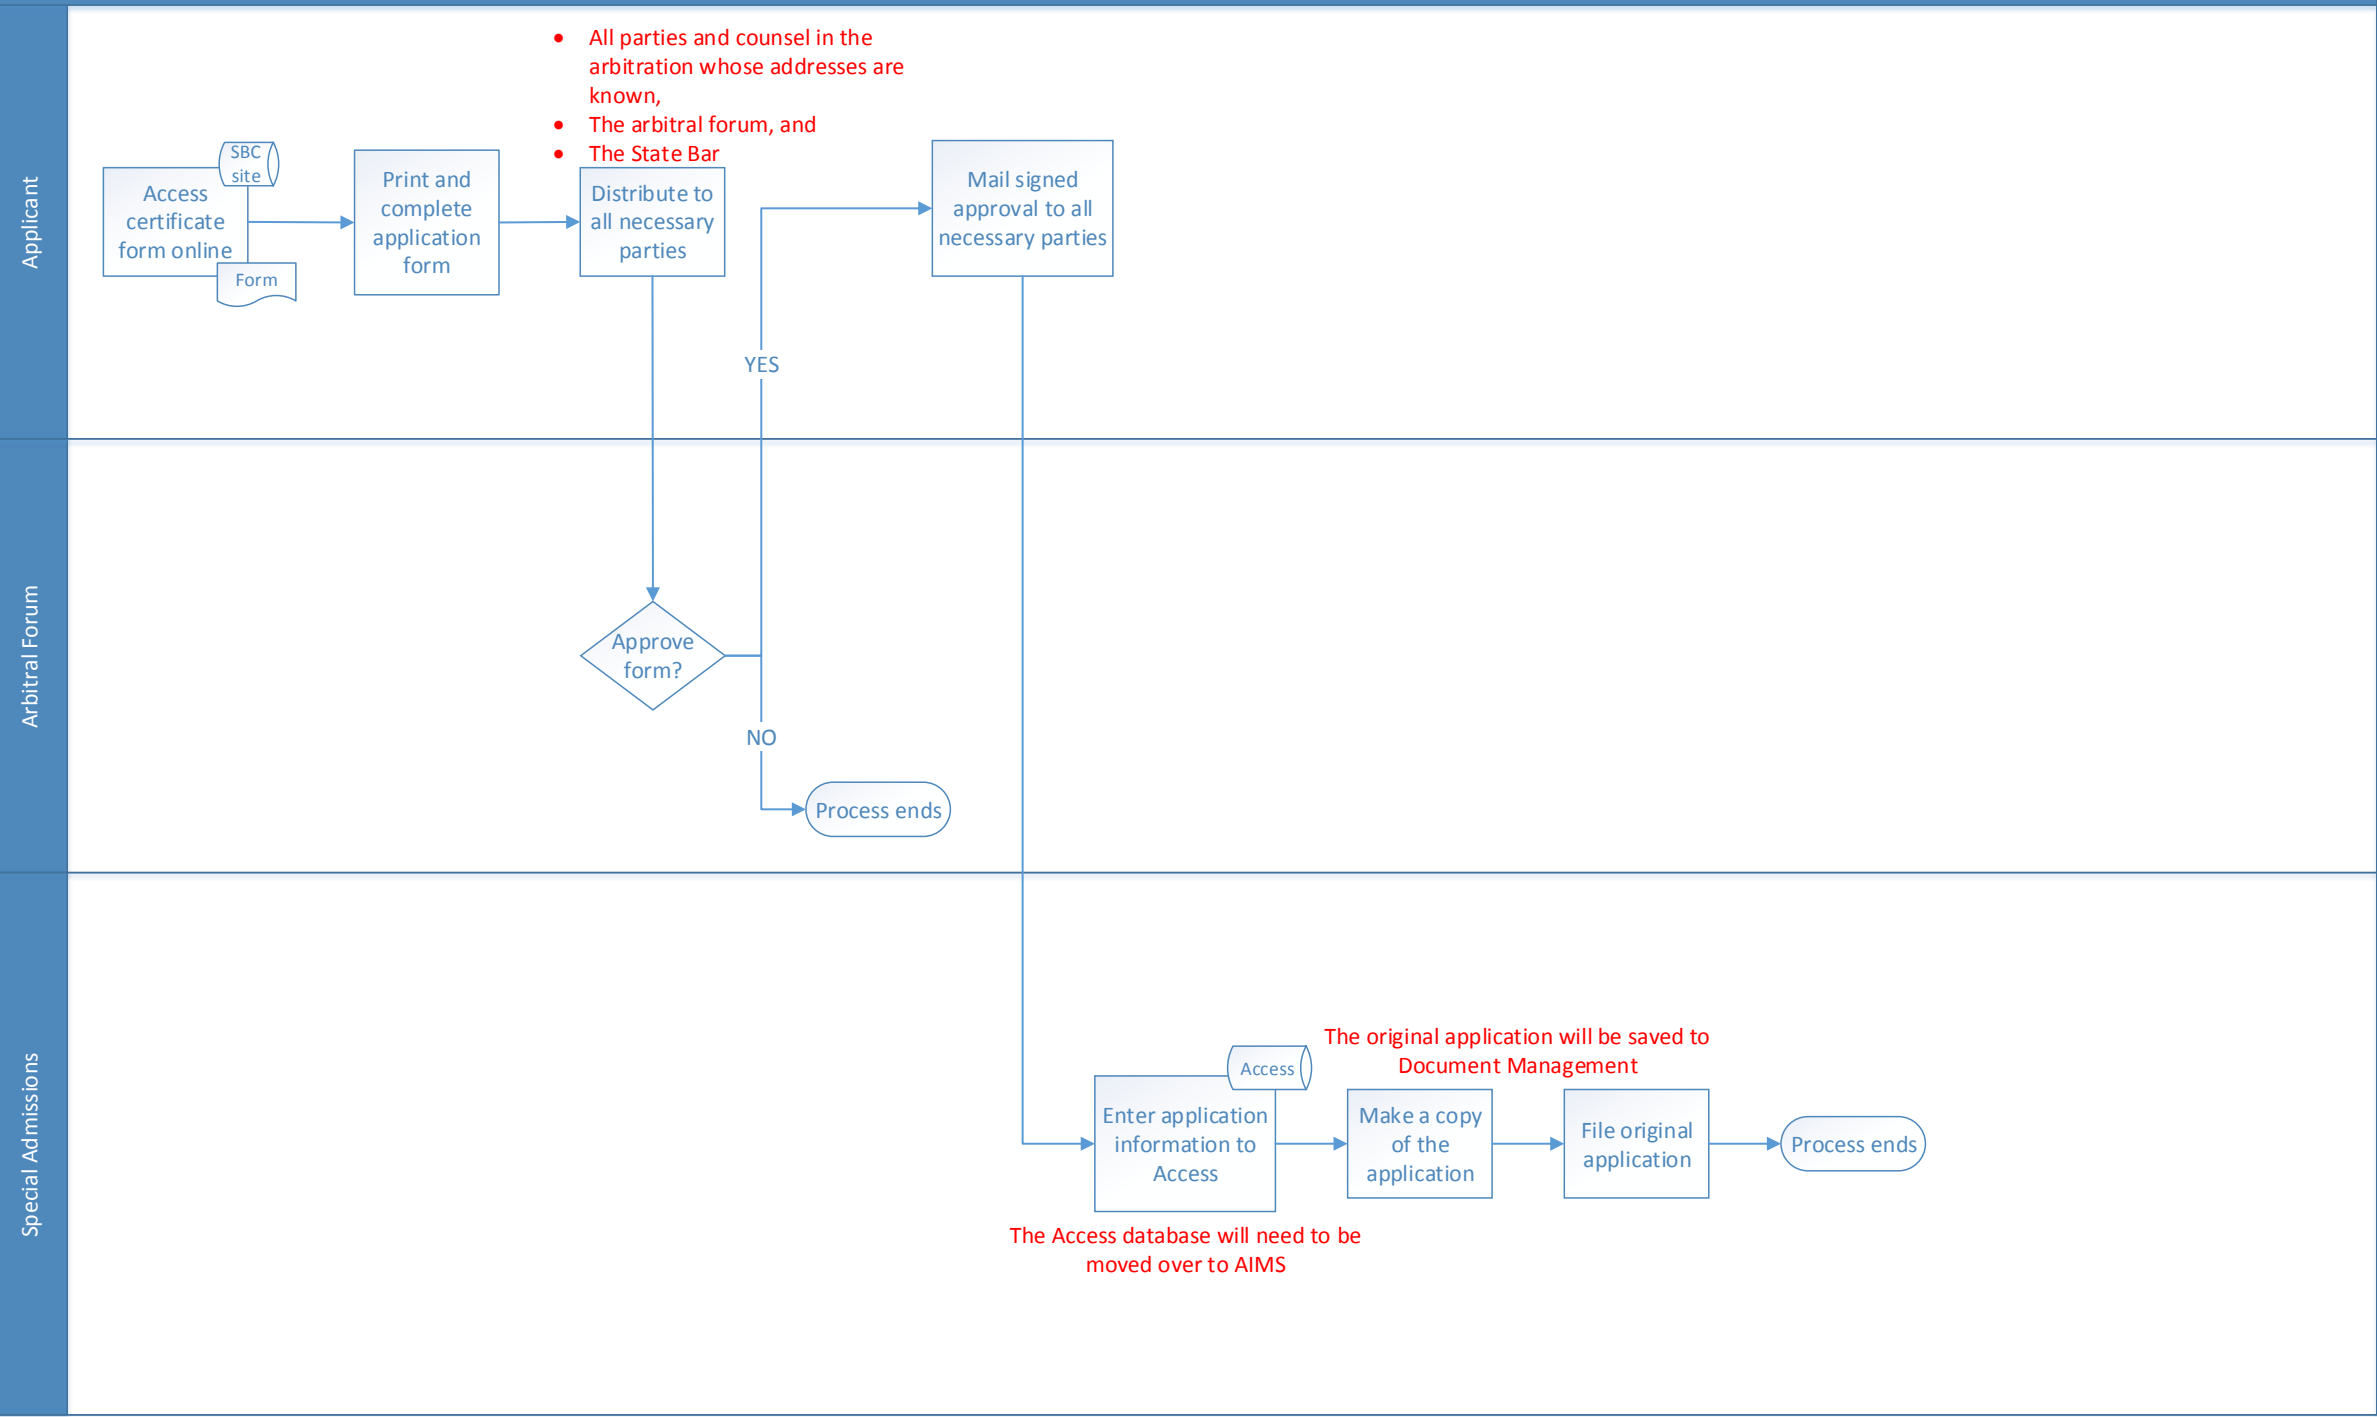 Applicant
All parties and counsel in the
arbitration whose addresses are
known,
The arbitral forum, and
The State Bar
SBC
site
Access
certificate
form online
Form
Print and
complete
application
form
Distribute to
all necessary
parties
Mail signed
approval to all
necessary parties
YES
Arbitral Forum
Approve
form?
NO
Process ends
Special Admissions
Access
Enter application
information to
Access
The Access database will need to be
moved over to AIMS
The original application will be saved to
Document Management
Make a copy
of the
application
File original
application
Process ends